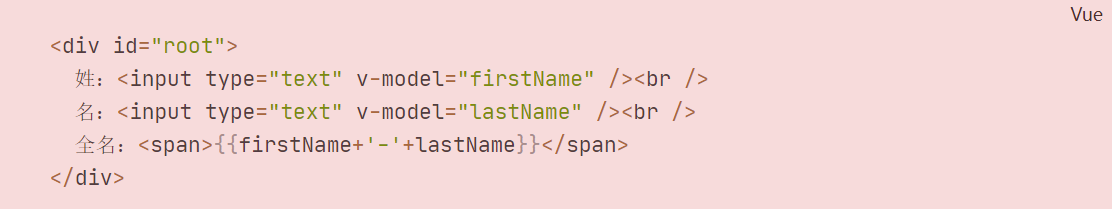 Vue
<div id="root">
  姓：<input type="text" v-model="firstName" /><br />
  名：<input type="text" v-model="lastName" /><br />
  全名：<span>{{firstName+'-'+lastName}}</span>
</div>